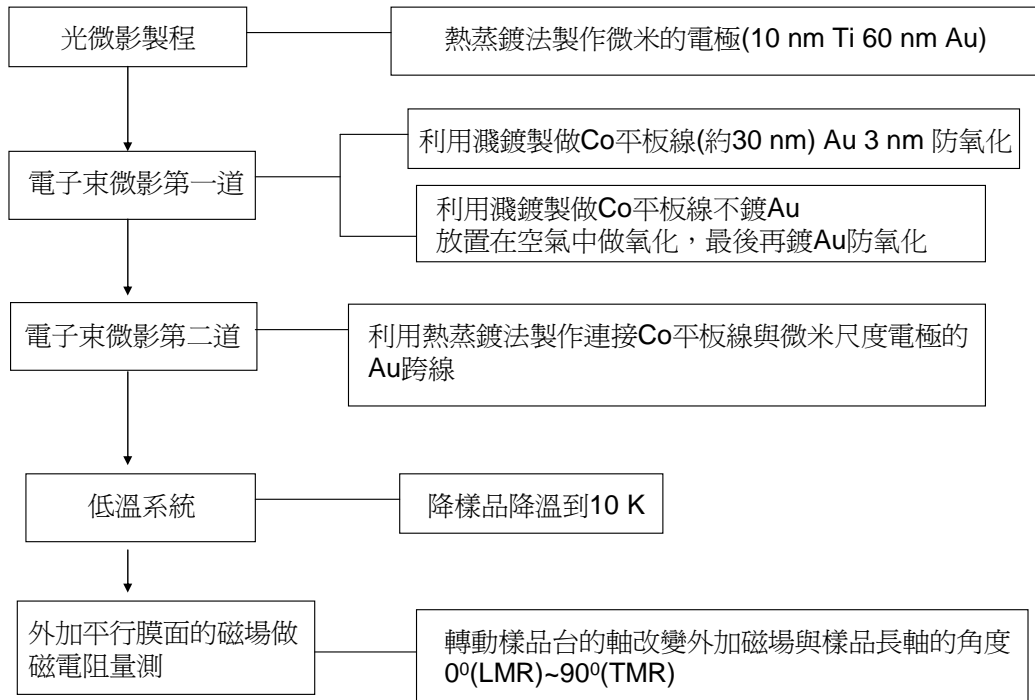 光微影製程
熱蒸鍍法製作微米的電極(10 nm Ti 60 nm Au)
利用濺鍍製做Co平板線(約30 nm) Au 3 nm 防氧化
電子束微影第一道
利用濺鍍製做Co平板線不鍍Au
放置在空氣中做氧化，最後再鍍Au防氧化
電子束微影第二道
利用熱蒸鍍法製作連接Co平板線與微米尺度電極的
Au跨線
低溫系統
降樣品降溫到10 K
外加平行膜面的磁場做
磁電阻量測
轉動樣品台的軸改變外加磁場與樣品長軸的角度
0⁰(LMR)~90⁰(TMR)